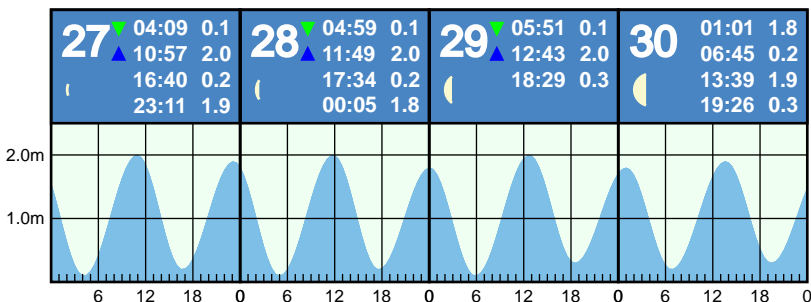 27 ▼ 04:09 0.1
▲ 10:57 2.0
16:40 0.2
23:11 1.9
28 ▼ 04:59 0.1
▲ 11:49 2.0
17:34 0.2
00:05 1.8
29 ▼ 05:51 0.1
▲ 12:43 2.0
18:29 0.3
30 01:01 1.8
06:45 0.2
13:39 1.9
19:26 0.3
2.0m
1.0m
6 12 18 0 6 12 18 0 6 12 18 0 6 12 18 0